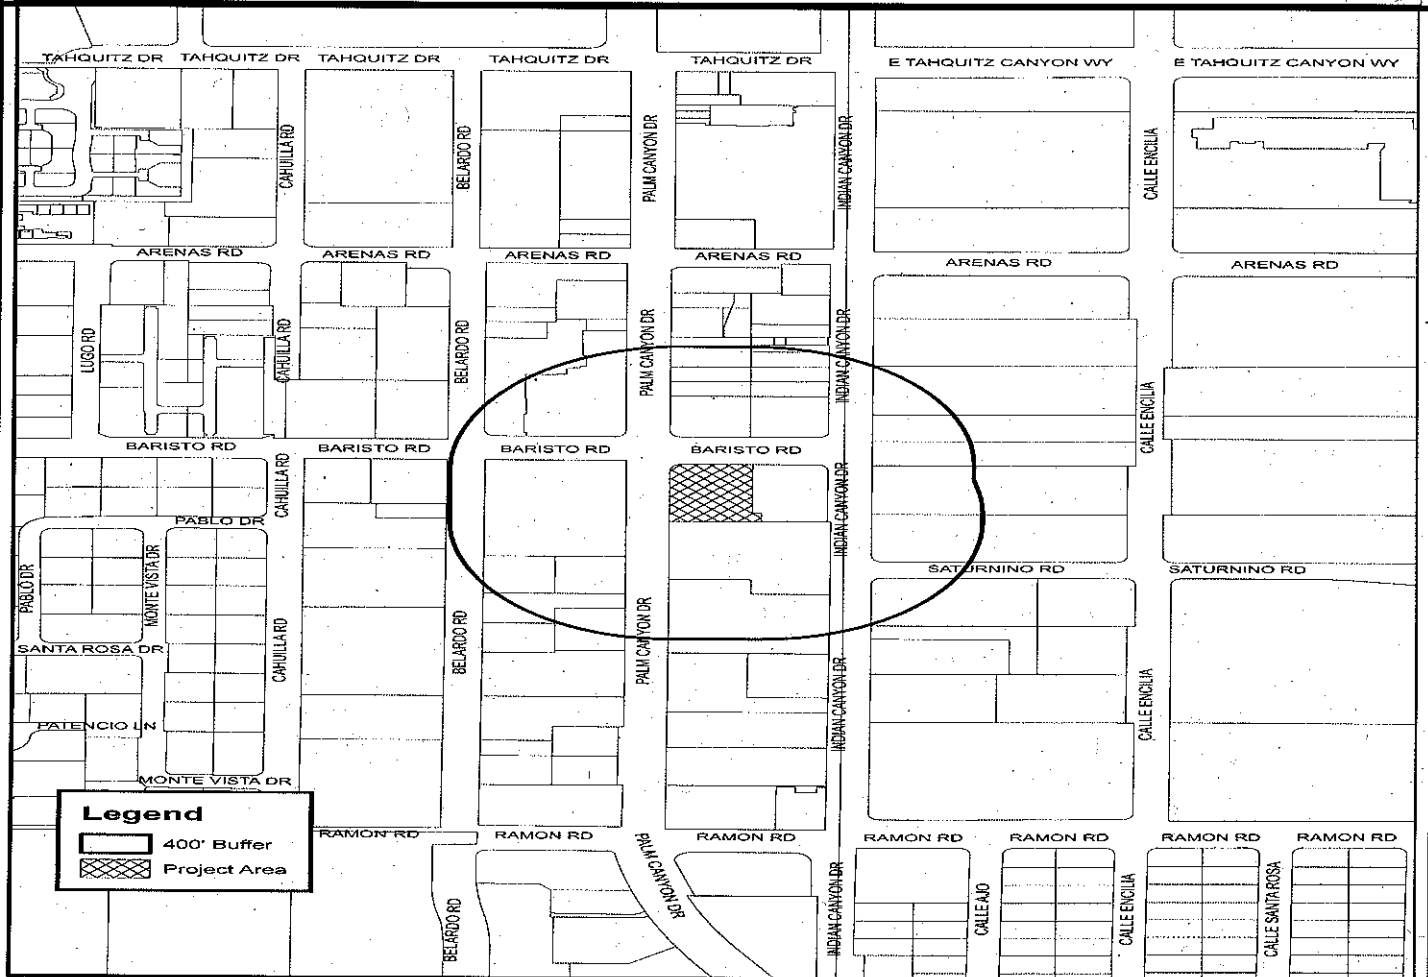 TAHQUITZ DR
TAHQUITZ DR
TAHQUITZ DR
TAHQUITZ DR
TAHQUITZ DR
E TAHQUITZ CANYON WY
E TAHQUITZ CANYON WY
CAHUILLA RD
BELARDO RD
PALM CANYON DR
INDIAN CANYON DR
CALLE ENCILIA
ARENAS RD
ARENAS RD
ARENAS RD
ARENAS RD
ARENAS RD
ARENAS RD
LUGO RD
CAHUILLA RD
BELARDO RD
PALM CANYON DR
INDIAN CANYON DR
CALLE ENCILIA
BARISTO RD
BARISTO RD
BARISTO RD
BARISTO RD
CAHUILLA RD
INDIAN CANYON DR
PABLO DR
PABLO DR
MONTE VISTA DR
SATURNINO RD
SATURNINO RD
SANTA ROSA DR
CAHUILLA RD
BELARDO RD
PALM CANYON DR
INDIAN CANYON DR
CALLE ENCILIA
PATENCIO LN
MONTE VISTA DR
Legend
400' Buffer
Project Area
RAMON RD
RAMON RD
RAMON RD
RAMON RD
RAMON RD
RAMON RD
RAMON RD
PALM CANYON DR
BELARDO RD
INDIAN CANYON DR
CALLE AJO
CALLE ENCILIA
CALLE SANTA ROSA